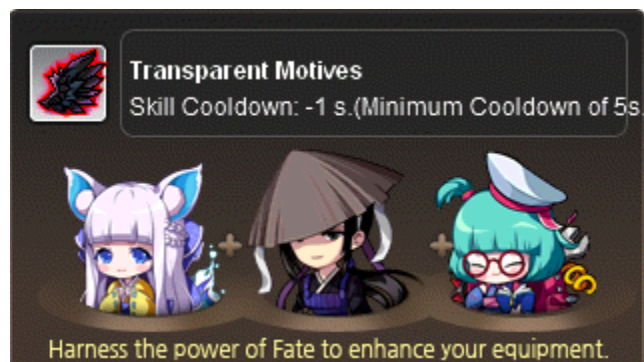 Transparent Motives
Skill Cooldown: -1 s.(Minimum Cooldown of 5s.
+ +
Harness the power of Fate to enhance your equipment.